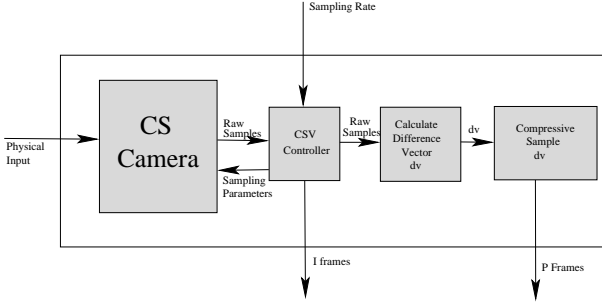 Sampling Rate
CS
Camera
Raw
Samples
CSV
Controller
Raw
Samples
Calculate
Difference
Vector
dv
dv
Compressive
Sample
dv
Physical
Input
Sampling
Parameters
I frames
P Frames